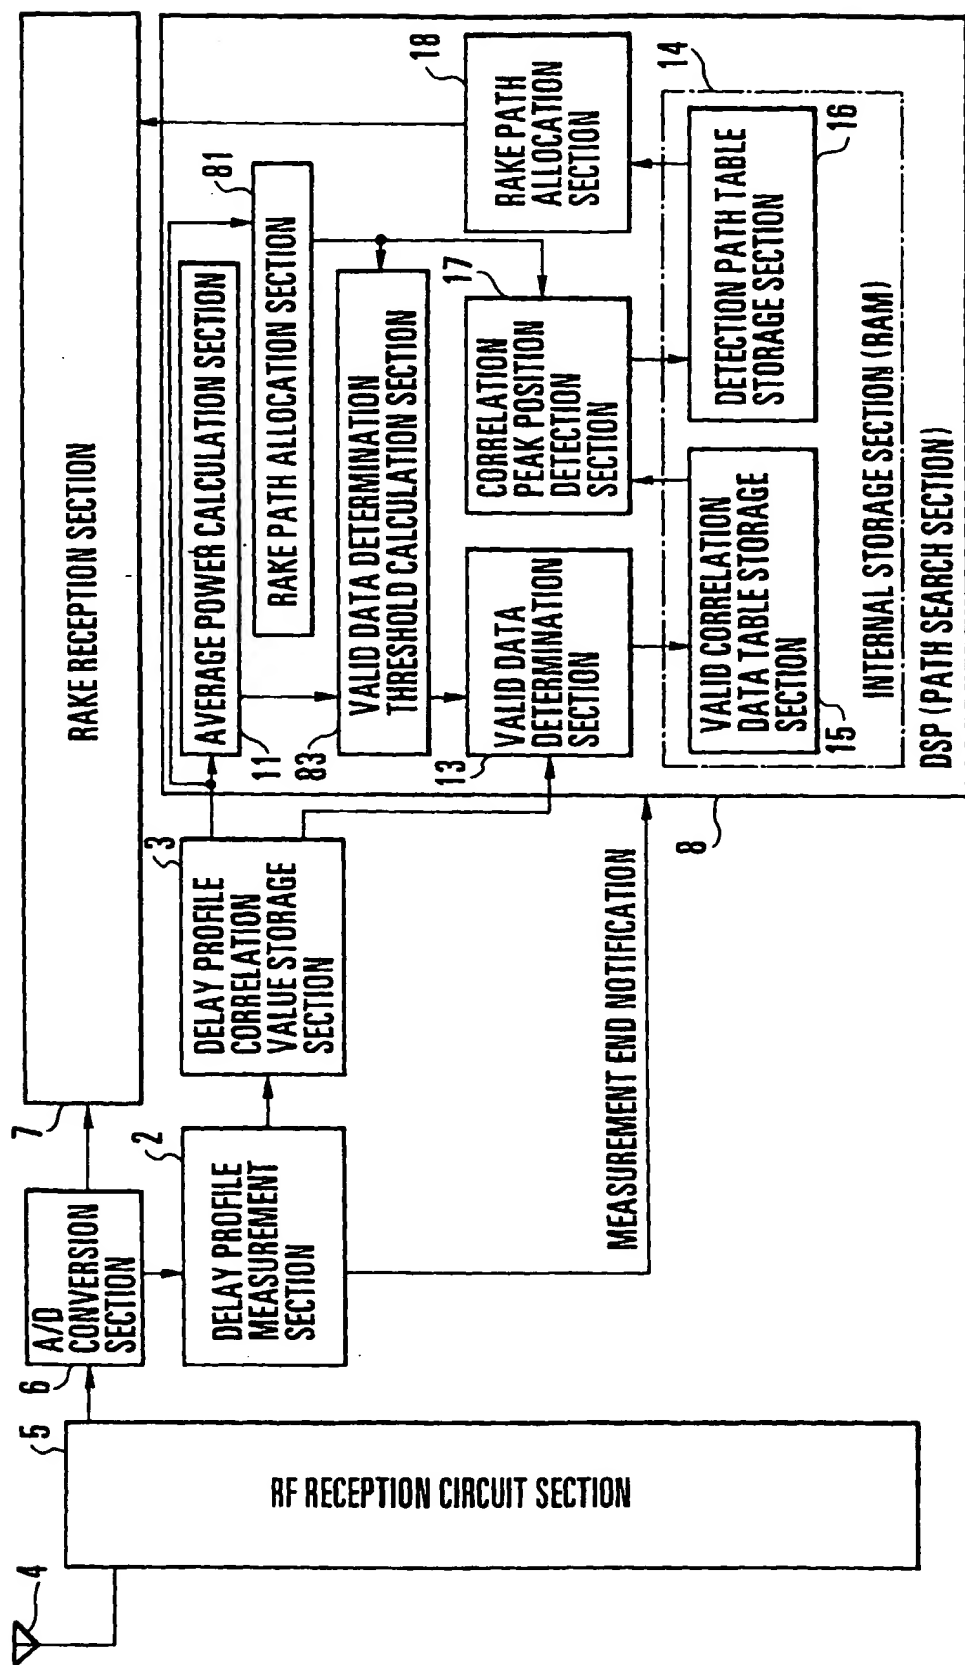 4
5
RF RECEPTION CIRCUIT SECTION
6
A/D
CONVERSION
SECTION
7
RAKE RECEPTION SECTION
2
DELAY PROFILE
MEASUREMENT
SECTION
3
DELAY PROFILE
CORRELATION
VALUE STORAGE
SECTION
MEASUREMENT END NOTIFICATION
8
11
AVERAGE POWER CALCULATION SECTION
81
RAKE PATH ALLOCATION SECTION
83
VALID DATA DETERMINATION
THRESHOLD CALCULATION SECTION
13
VALID DATA
DETERMINATION
SECTION
17
CORRELATION
PEAK POSITION
DETECTION
SECTION
18
RAKE PATH
ALLOCATION
SECTION
14
15
VALID CORRELATION
DATA TABLE STORAGE
SECTION
16
DETECTION PATH TABLE
STORAGE SECTION
INTERNAL STORAGE SECTION (RAM)
DSP (PATH SEARCH SECTION)